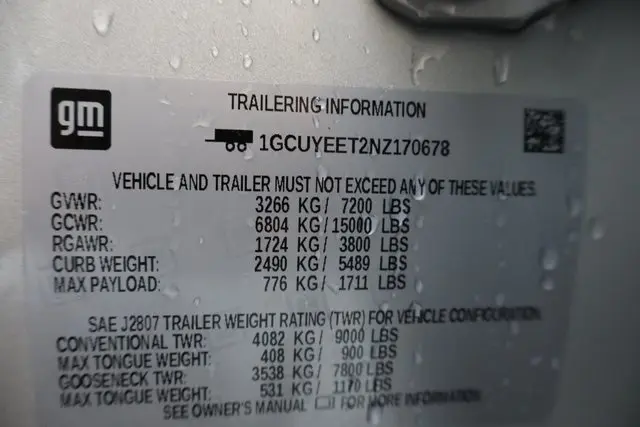 gm
TRAILERING INFORMATION
1GCUYEET2NZ170678
VEHICLE AND TRAILER MUST NOT EXCEED ANY OF THESE VALUES.
GVWR: 3266 KG/ 7200 LBS
GCWR: 6804 KG/15000 LBS
RGAWR: 1724 KG/ 3800 LBS
CURB WEIGHT: 2490 KG/ 5489 LBS
MAX PAYLOAD: 776 KG/ 1711 LBS
SAE J2807 TRAILER WEIGHT RATING (TWR) FOR VEHICLE CONFIGURATION.
CONVENTIONAL TWR: 4082 KG/ 9000 LBS
MAX TONGUE WEIGHT: 408 KG/ 900 LBS
GOOSENECK TWR: 3538 KG/ 7800 LBS
MAX TONGUE WEIGHT: 531 KG/ 1170 LBS
SEE OWNER'S MANUAL FOR MORE INFORMATION